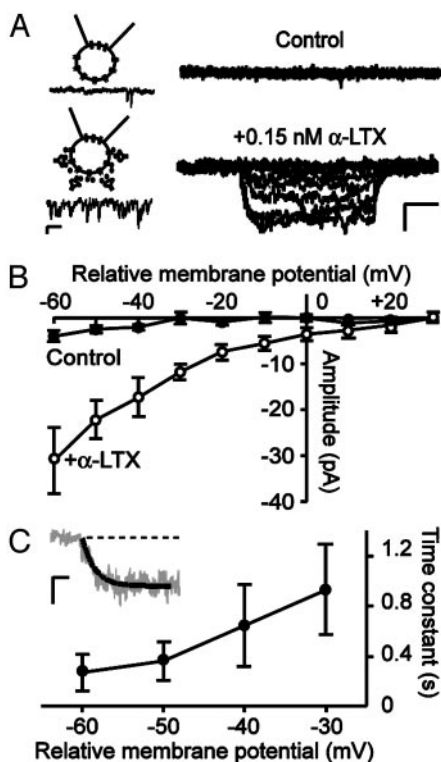 A
Control
+0.15 nM α-LTX
B
Relative membrane potential (mV)
-60 -40 -20 0 +20
Control
-10
-20
-30
-40
+α-LTX
Amplitude (pA)
C
1.2
0.8
0.4
0
Time constant (s)
-60 -50 -40 -30
Relative membrane potential (mV)